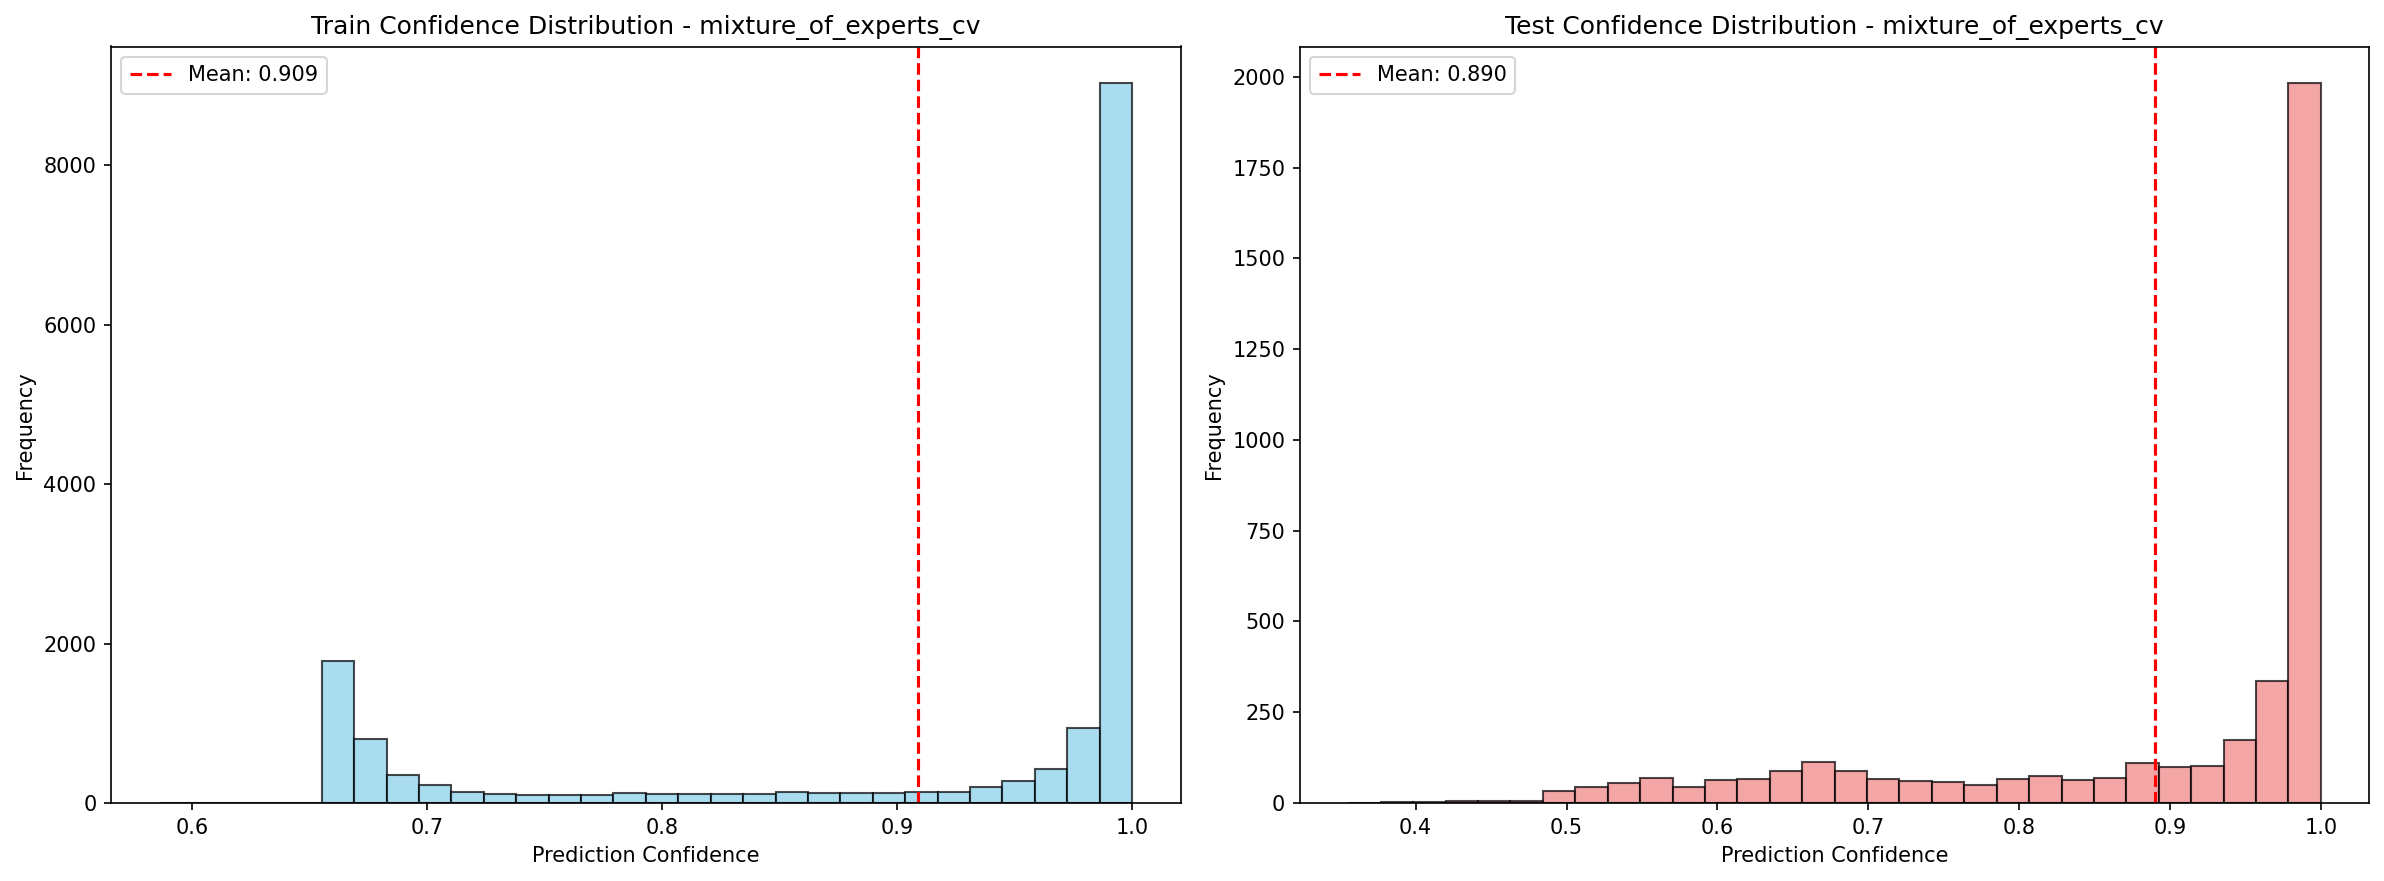 Train Confidence Distribution - mixture_of_experts_cv
Mean: 0.909
Frequency
8000
6000
4000
2000
0
0.6 0.7 0.8 0.9 1.0
Prediction Confidence
Test Confidence Distribution - mixture_of_experts_cv
Mean: 0.890
Frequency
2000
1750
1500
1250
1000
750
500
250
0
0.4 0.5 0.6 0.7 0.8 0.9 1.0
Prediction Confidence